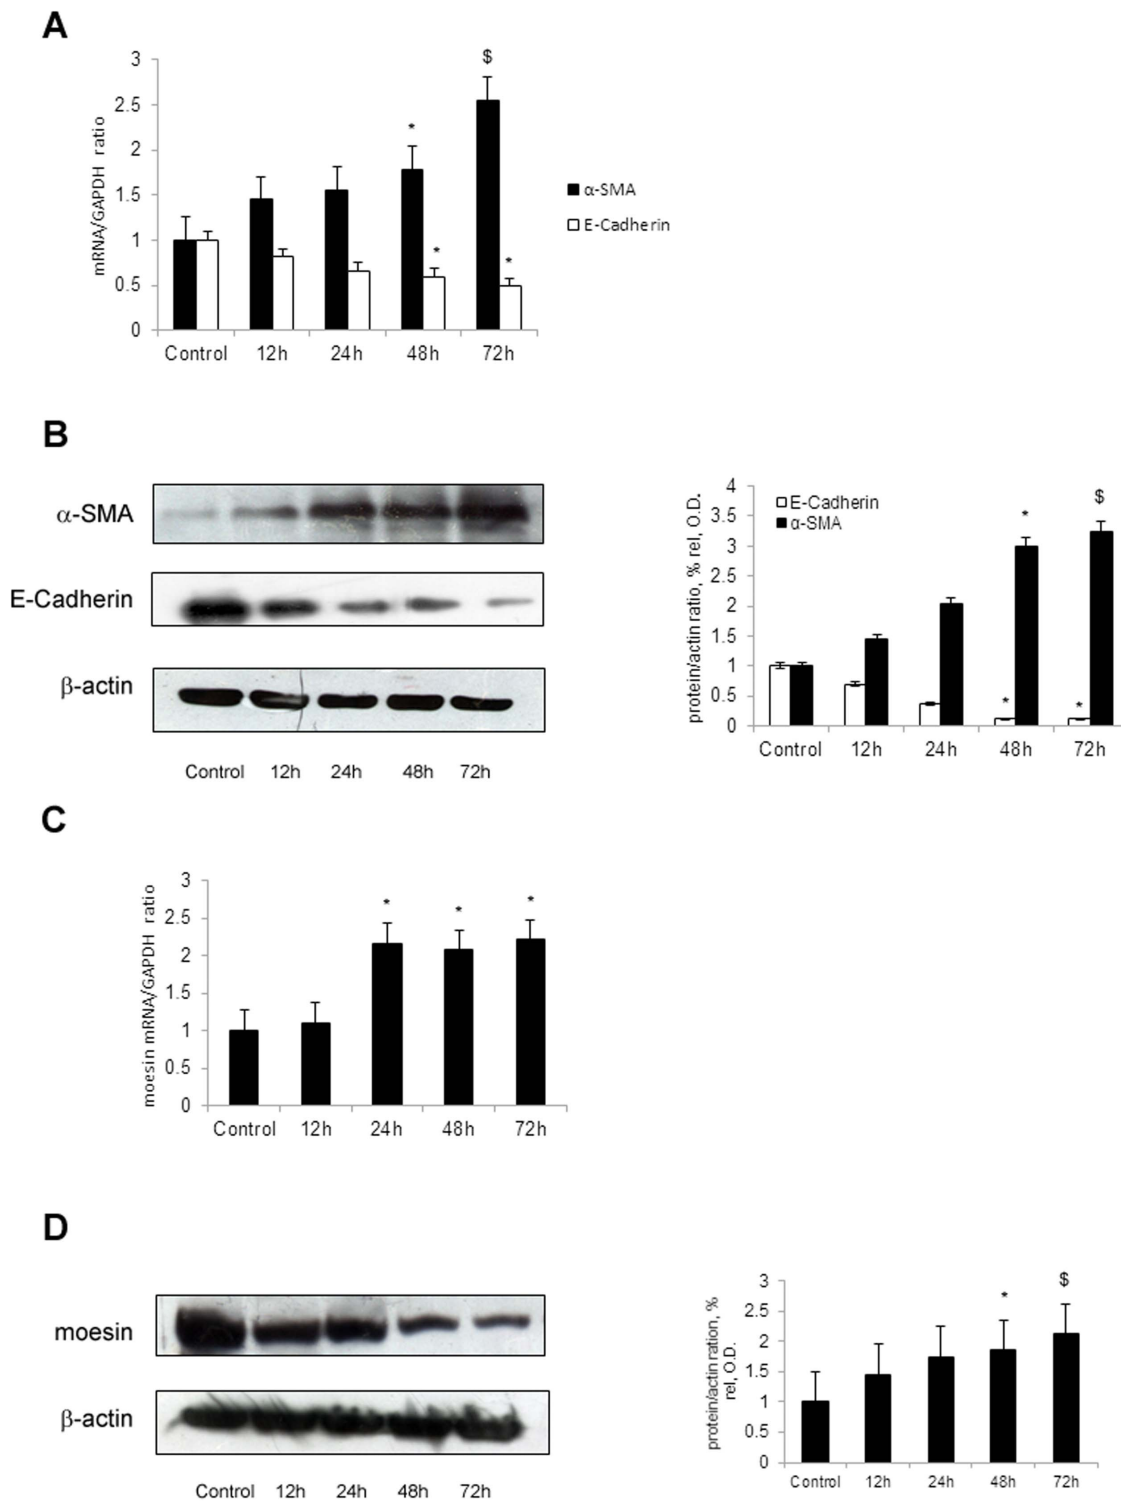 A
3
2.5
2
1.5
1
0.5
0
mRNA/GAPDH ratio
*
$
*
*
α-SMA
E-Cadherin
Control 12h 24h 48h 72h
B
α-SMA
E-Cadherin
β-actin
Control 12h 24h 48h 72h
4
3.5
3
2.5
2
1.5
1
0.5
0
protein/actin ratio, % rel, O.D.
E-Cadherin
α-SMA
*
$
*
*
Control 12h 24h 48h 72h
C
3
2.5
2
1.5
1
0.5
0
moesin mRNA/GAPDH ratio
*
*
*
Control 12h 24h 48h 72h
D
moesin
β-actin
Control 12h 24h 48h 72h
3
2.5
2
1.5
1
0.5
0
protein/actin ration, %
rel, O.D.
*
$
Control 12h 24h 48h 72h